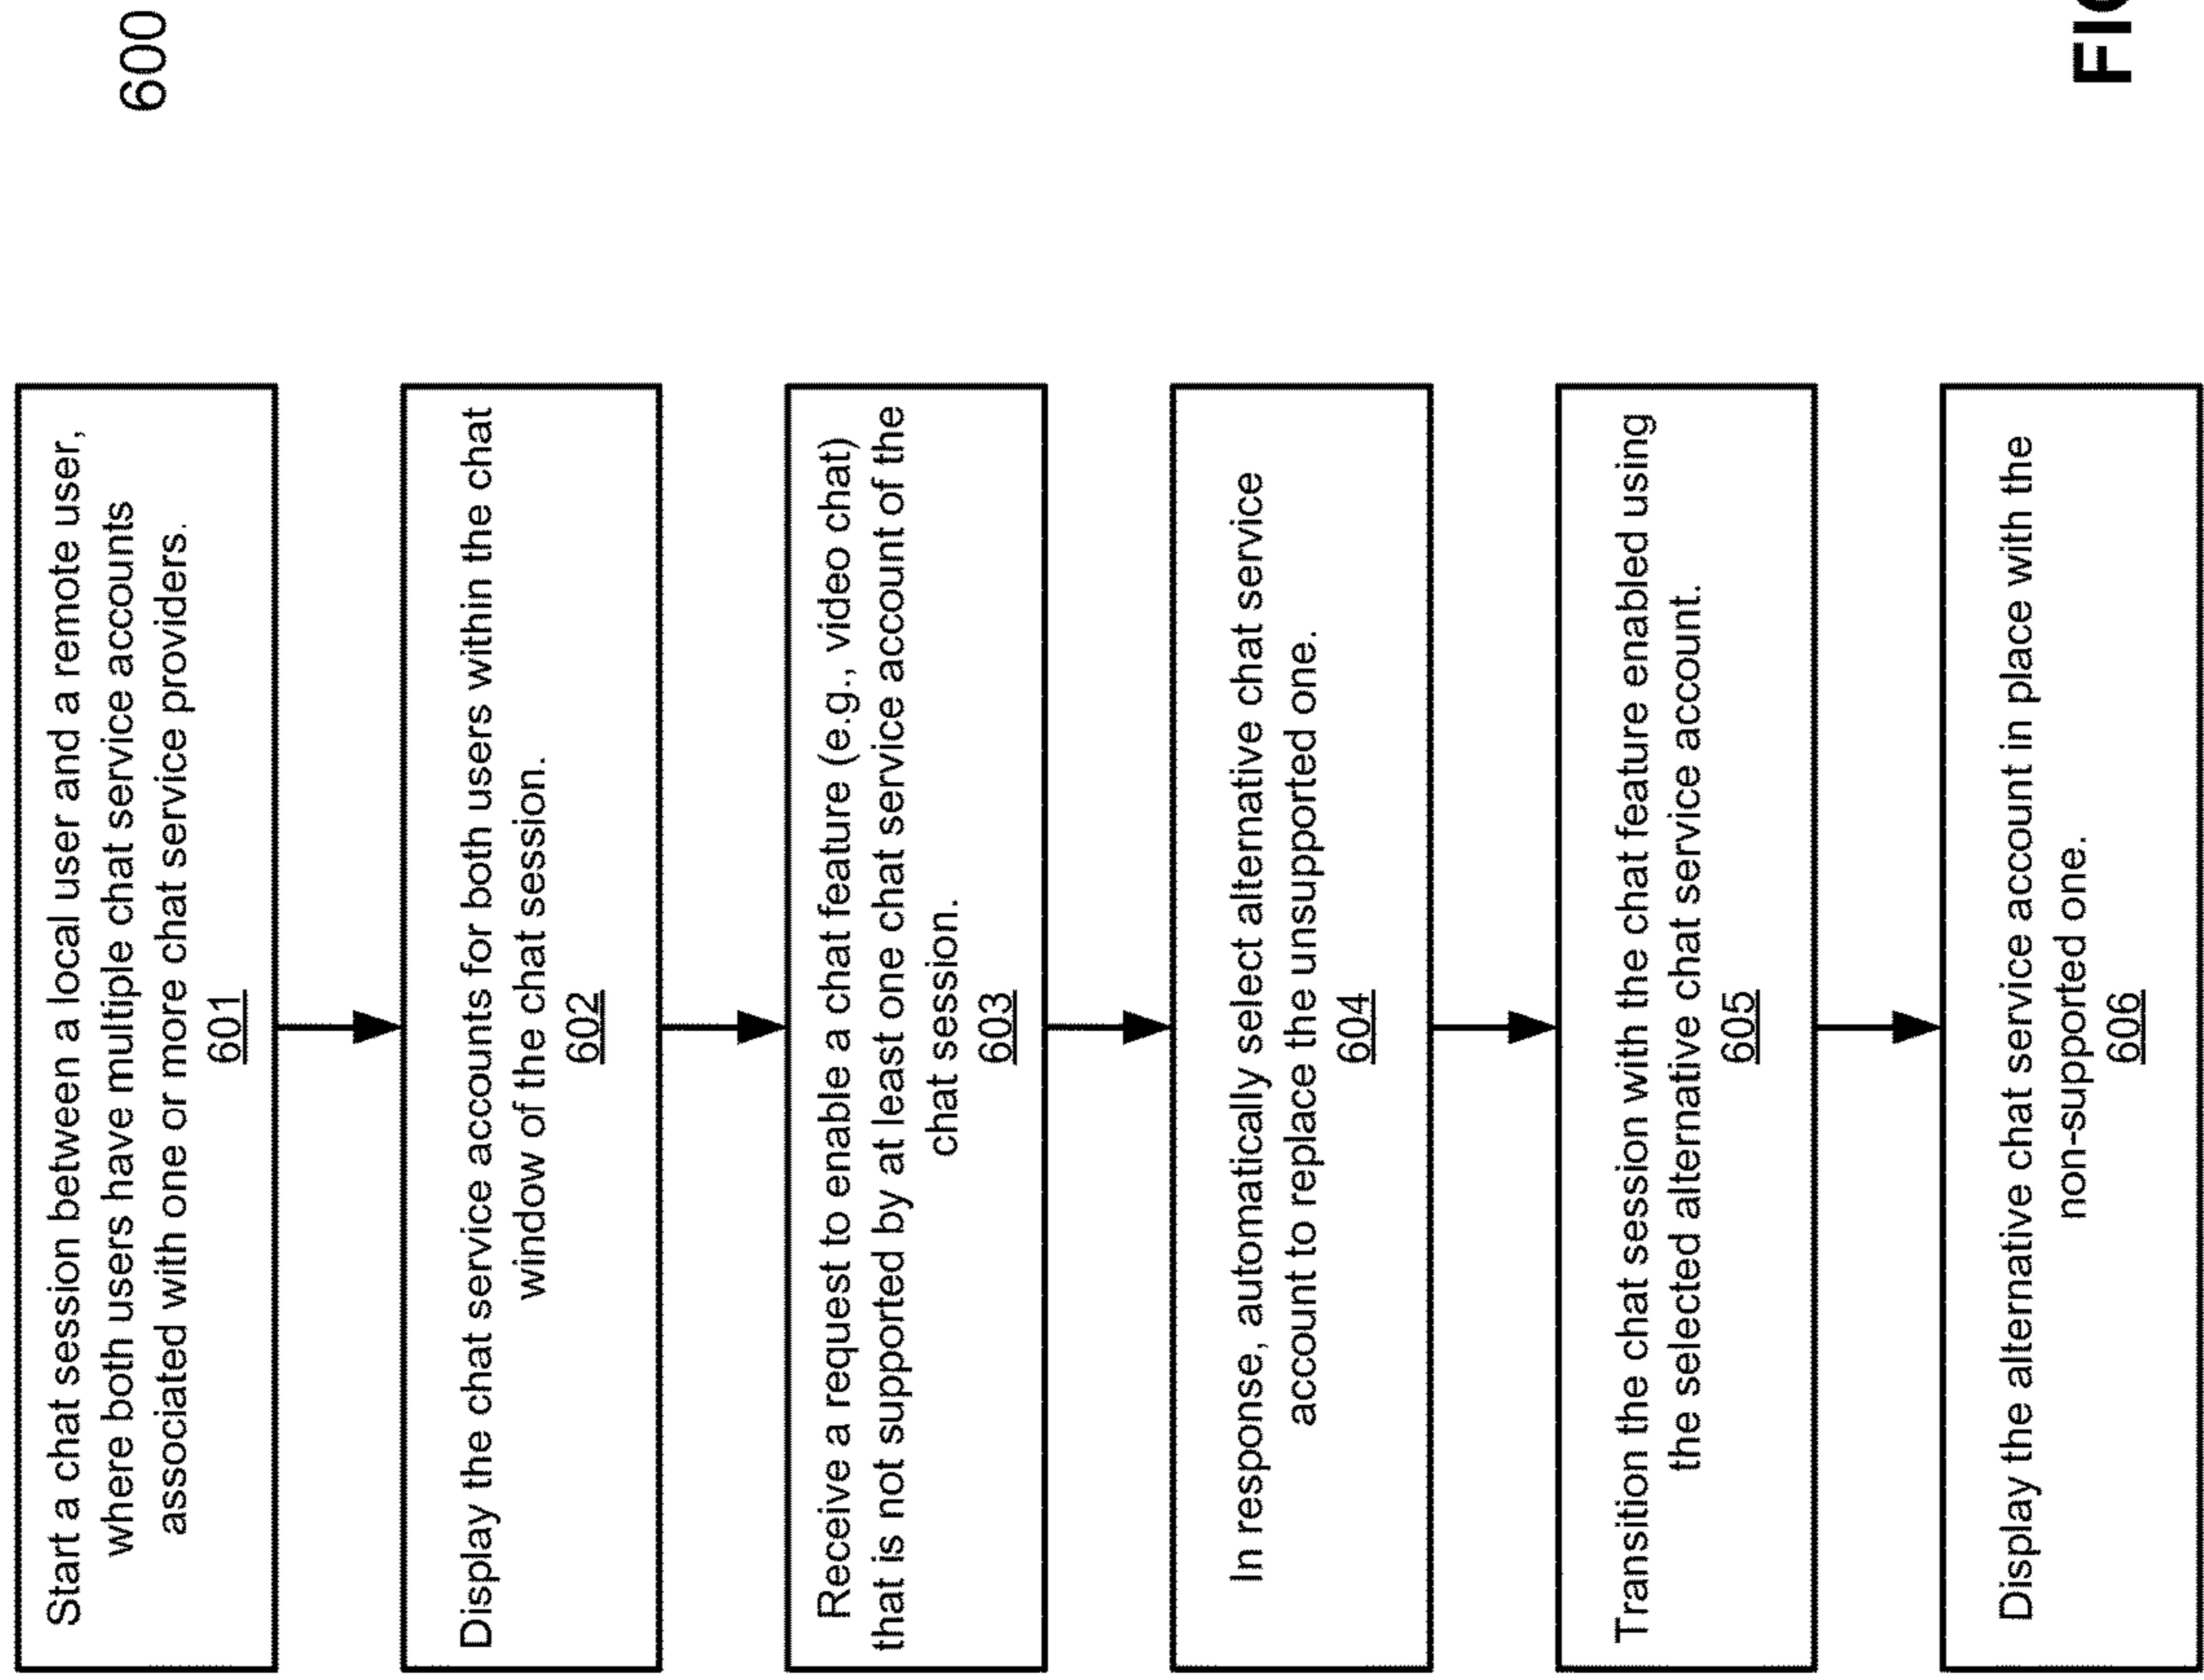 600
Start a chat session between a local user and a remote user,
where both users have multiple chat service accounts
associated with one or more chat service providers.
601
Display the chat service accounts for both users within the chat
window of the chat session.
602
Receive a request to enable a chat feature (e.g., video chat)
that is not supported by at least one chat service account of the
chat session.
603
In response, automatically select alternative chat service
account to replace the unsupported one.
604
Transition the chat session with the chat feature enabled using
the selected alternative chat service account.
605
Display the alternative chat service account in place with the
non-supported one.
606